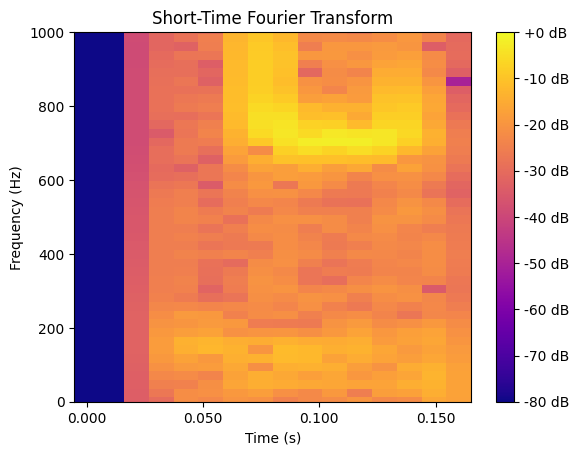 Short-Time Fourier Transform
Frequency (Hz)
1000
800
600
400
200
0
0.000
0.050
0.100
0.150
Time (s)
+0 dB
-10 dB
-20 dB
-30 dB
-40 dB
-50 dB
-60 dB
-70 dB
-80 dB